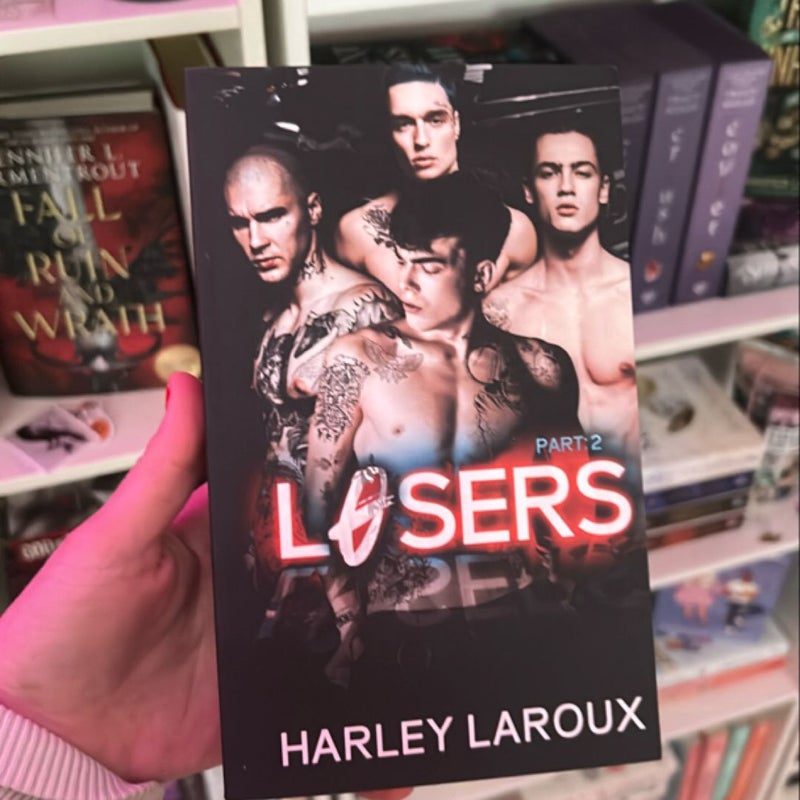 PART: 2
LOSERS
HARLEY LAROUX
JENNIFER L.
ARMENTROUT
FALL
OF
RUIN
AND
WRATH